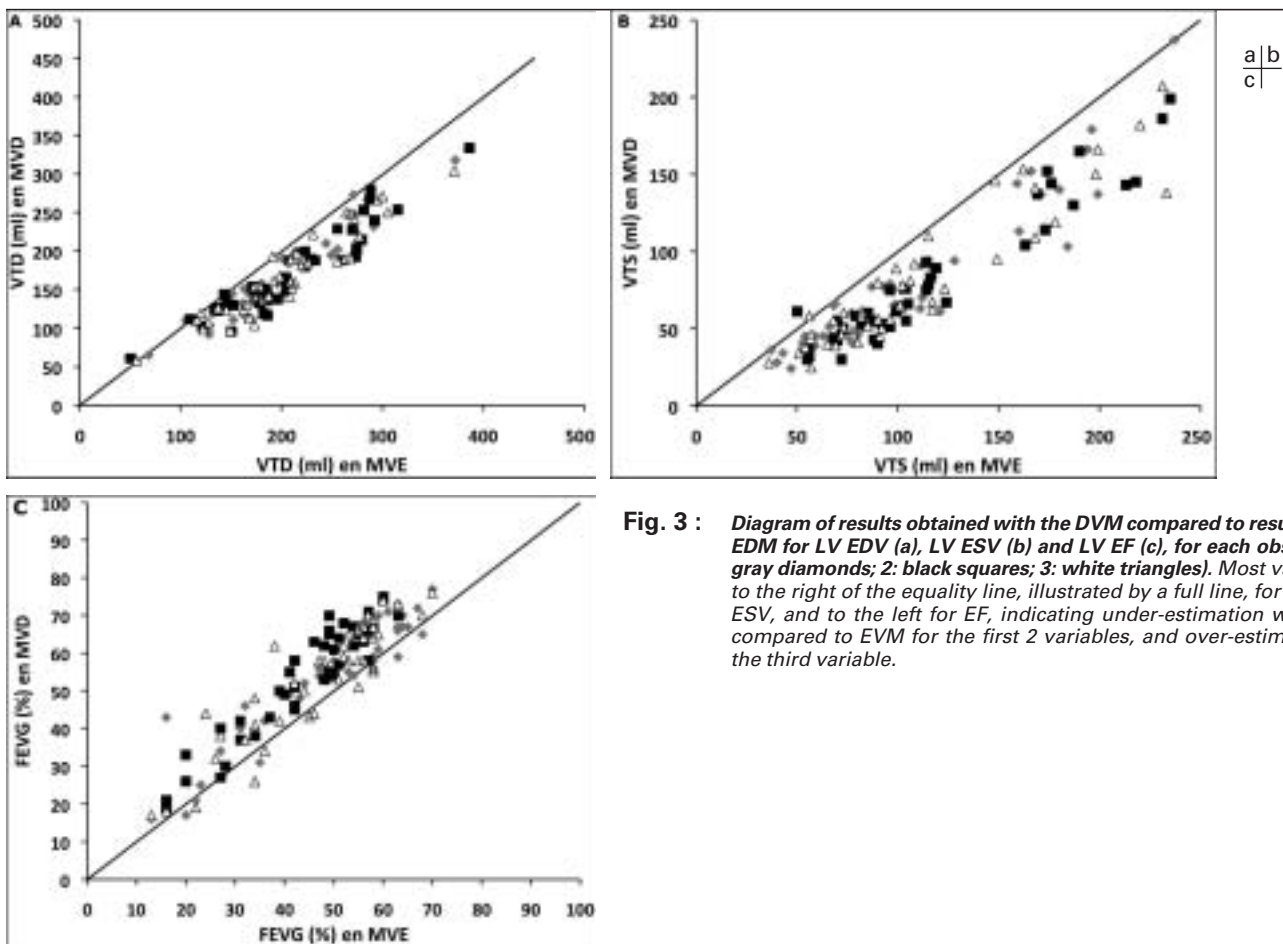 A
500
450
400
350
300
250
200
150
100
50
0
VTD (ml) en MVD
0 100 200 300 400 500
VTD (ml) en MVE
B
250
200
150
100
50
0
VTS (ml) en MVD
0 50 100 150 200 250
VTS (ml) en MVE
a b
c
C
100
90
80
70
60
50
40
30
20
10
0
FEVG (%) en MVD
0 10 20 30 40 50 60 70 80 90 100
FEVG (%) en MVE
Fig. 3 : Diagram of results obtained with the DVM compared to
EDM for LV EDV (a), LV ESV (b) and LV EF (c), for each
gray diamonds; 2: black squares; 3: white triangles). Most
to the right of the equality line, illustrated by a full line, for
ESV, and to the left for EF, indicating under-estimation
compared to EVM for the first 2 variables, and
the third variable.